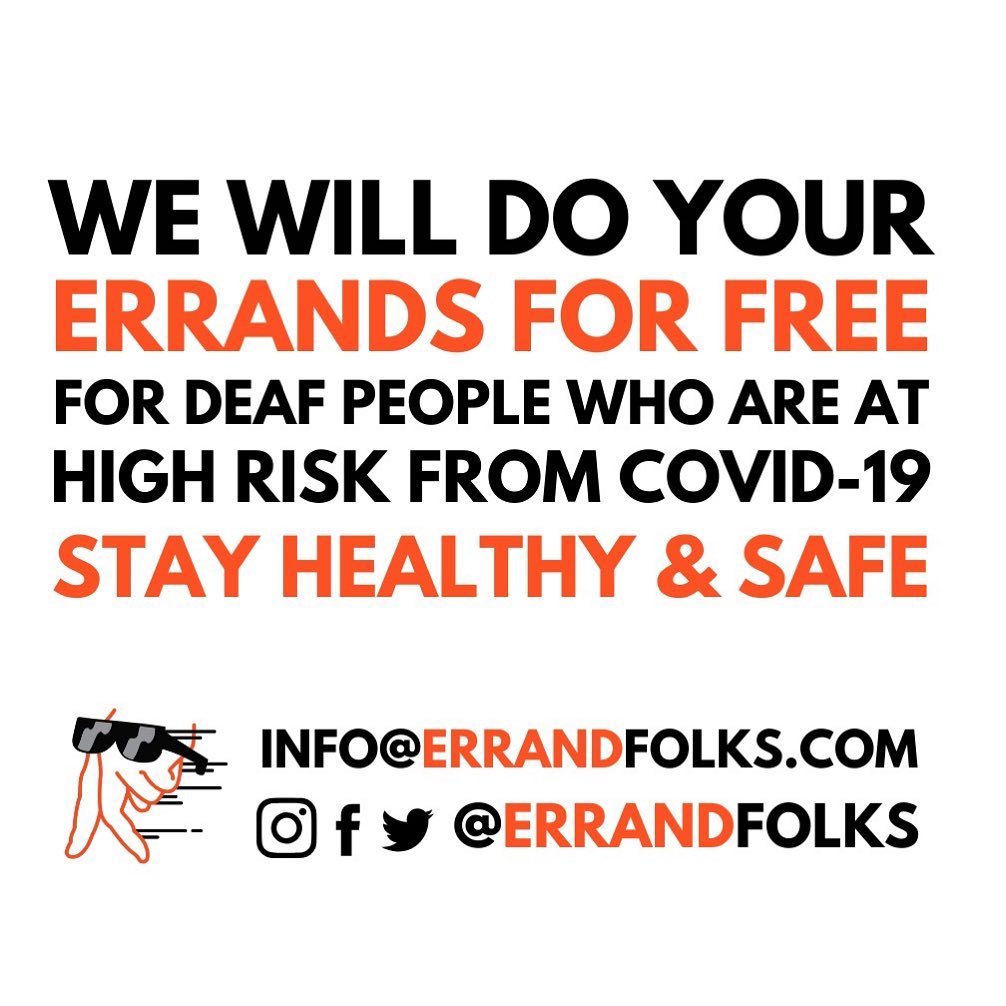 WE WILL DO YOUR
ERRANDS FOR FREE
FOR DEAF PEOPLE WHO ARE AT
HIGH RISK FROM COVID-19
STAY HEALTHY & SAFE
INFO@ERRANDFOLKS.COM
@ERRANDFOLKS